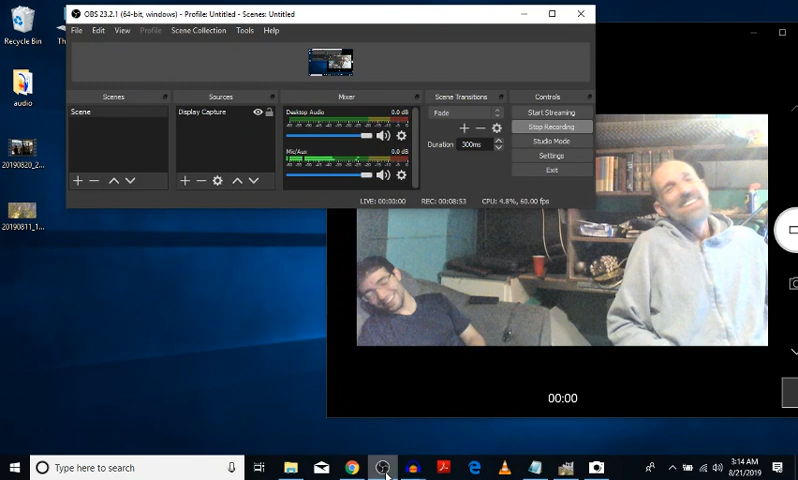 OBS 23.2.1 (64-bit, windows) - Profile: Untitled - Scenes: Untitled
File Edit View Profile Scene Collection Tools Help
Scenes Sources Mixer Scene Transitions Controls
Scene
Display Capture
Desktop Audio 0.0 dB
Mic/Aux 0.0 dB
Fade
Duration 300ms
Start Streaming
Stop Recording
Studio Mode
Settings
Exit
LIVE: 00:00:00 REC: 00:08:53 CPU: 4.8%, 60.00 fps
Recycle Bin
Th
audio
20190820_2...
20190811_1...
00:00
Type here to search
3:14 AM
8/21/2019